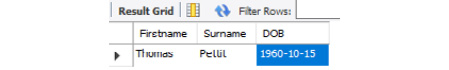 Result Grid Filter Rows:
Firstname Surname DOB
Thomas Pettit 1960-10-15